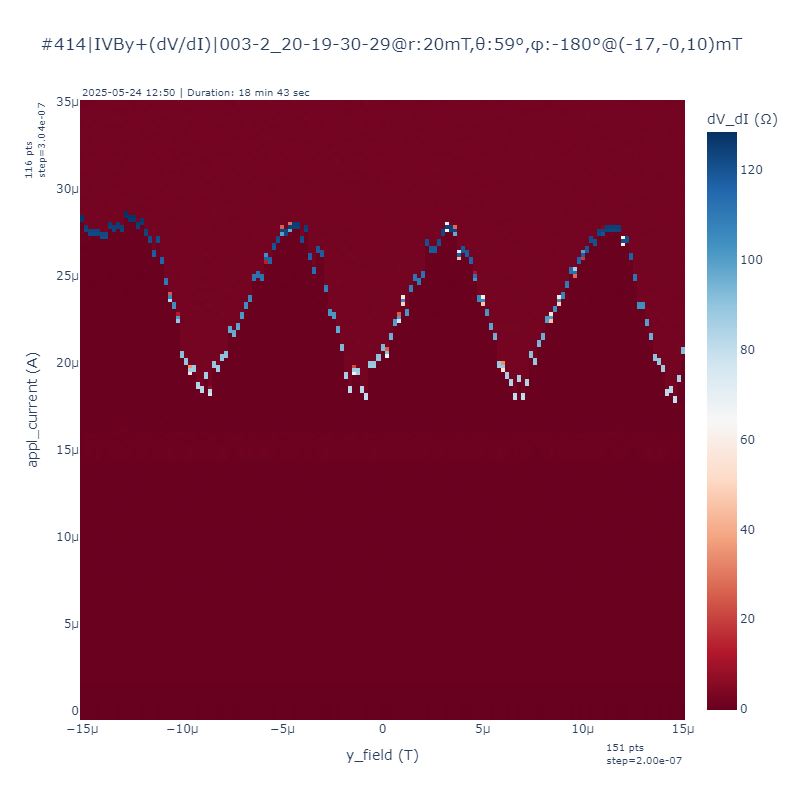 #414|IVBy+(dV/dI)|003-2_20-19-30-29@r:20mT,θ:59°,φ:-180°@(-17,-0,10)mT
2025-05-24 12:50 | Duration: 18 min 43 sec
dV_dI (Ω)
116 pts
step=3.04e-07
appl_current (A)
35μ
30μ
25μ
20μ
15μ
10μ
5μ
0
−15μ
−10μ
−5μ
0
5μ
10μ
15μ
y_field (T)
151 pts
step=2.00e-07
120
100
80
60
40
20
0